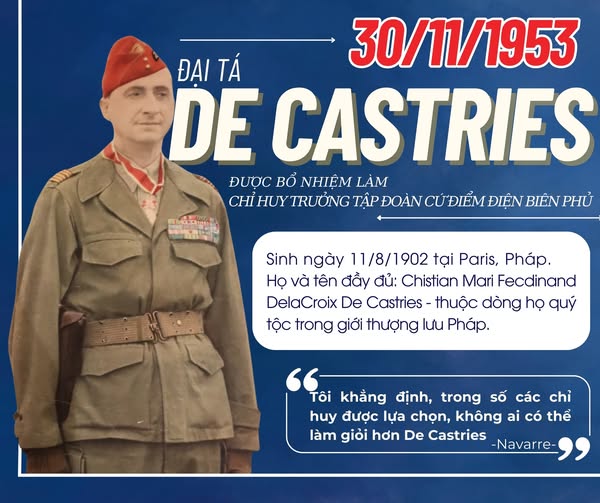 30/11/1953
ĐẠI TÁ
DE CASTRIES
ĐƯỢC BỔ NHIỆM LÀM
CHỈ HUY TRƯỞNG TẬP ĐOÀN CỨ ĐIỂM ĐIỆN BIÊN PHỦ
Sinh ngày 11/8/1902 tại Paris, Pháp.
Họ và tên đầy đủ: Chistian Mari Fecdinand
DelaCroix De Castries - thuộc dòng họ quý
tộc trong giới thượng lưu Pháp.
Tôi khẳng định, trong số các chỉ
huy được lựa chọn, không ai có thể
làm giỏi hơn De Castries -Navarre-